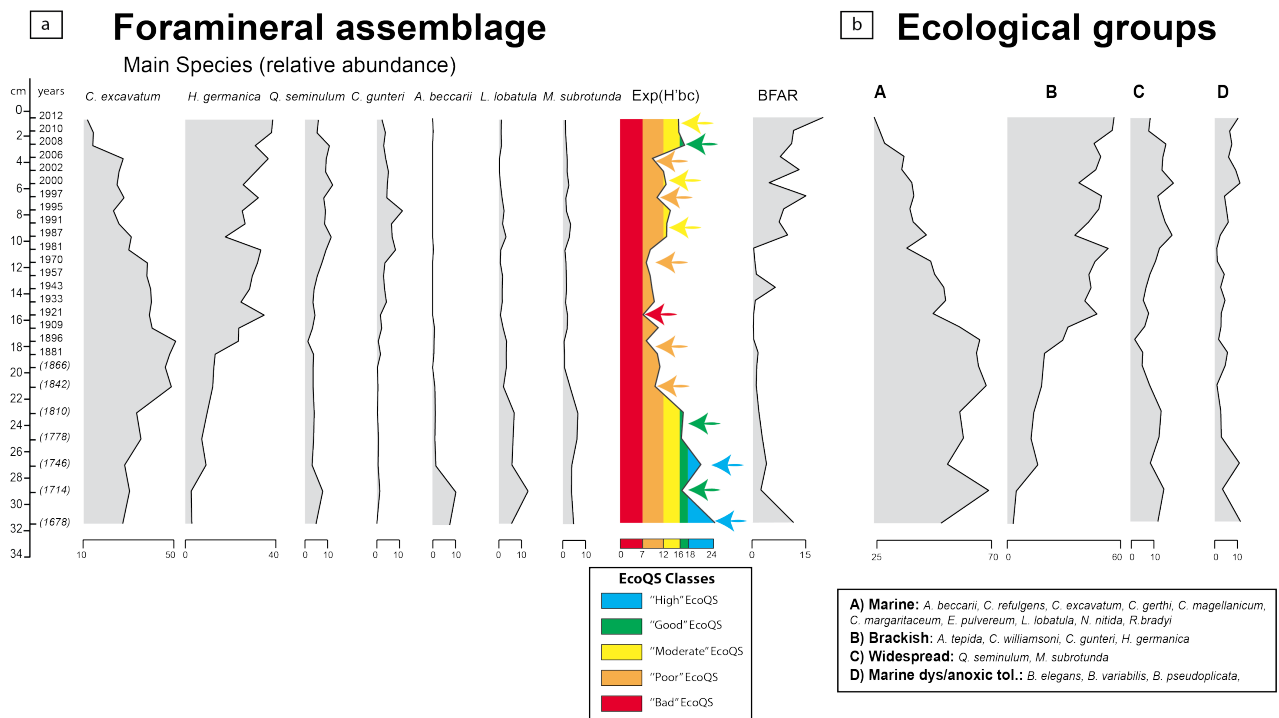 a
Foramineral assemblage
Main Species (relative abundance)
b
Ecological groups
cm
years
C. excavatum
H. germanica
Q. seminulum
C. gunteri
A. beccarii
L. lobatula
M. subrotunda
Exp(H'bc)
BFAR
A
B
C
D
0
2
4
6
8
10
12
14
16
18
20
22
24
26
28
30
32
34
2012
2010
2008
2006
2002
2000
1997
1995
1991
1987
1981
1970
1957
1943
1933
1921
1909
1896
1881
(1866)
(1842)
(1810)
(1778)
(1746)
(1714)
(1678)
10 50
0 40
0 10
0 10
0 10
0 10
0 10
0 7 12 16 18 24
0 15
25 70
0 60
0 10
0 10
EcoQS Classes
"High" EcoQS
"Good" EcoQS
"Moderate" EcoQS
"Poor" EcoQS
"Bad" EcoQS
A) Marine: A. beccarii, C. refulgens, C. excavatum, C. gerthi, C. magellanicum,
C. margaritaceum, E. pulvereum, L. lobatula, N. nitida, R.bradyi
B) Brackish: A. tepida, C. williamsoni, C. gunteri, H. germanica
C) Widespread: Q. seminulum, M. subrotunda
D) Marine dys/anoxic tol.: B. elegans, B. variabilis, B. pseudoplicata,